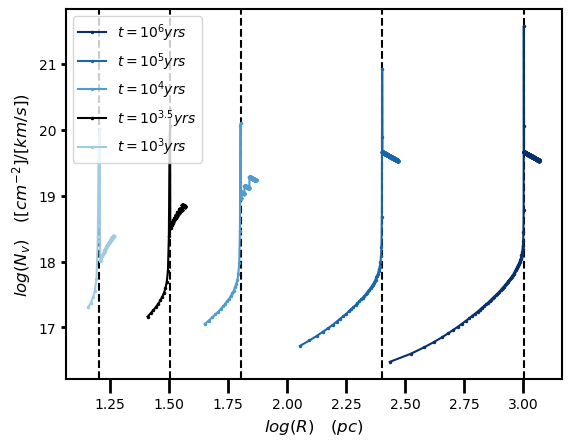 t = 10^6 yrs
t = 10^5 yrs
t = 10^4 yrs
t = 10^3.5 yrs
t = 10^3 yrs
log(N_v) ([cm^−2]/[km/s])
21
20
19
18
17
1.25 1.50 1.75 2.00 2.25 2.50 2.75 3.00
log(R) (pc)